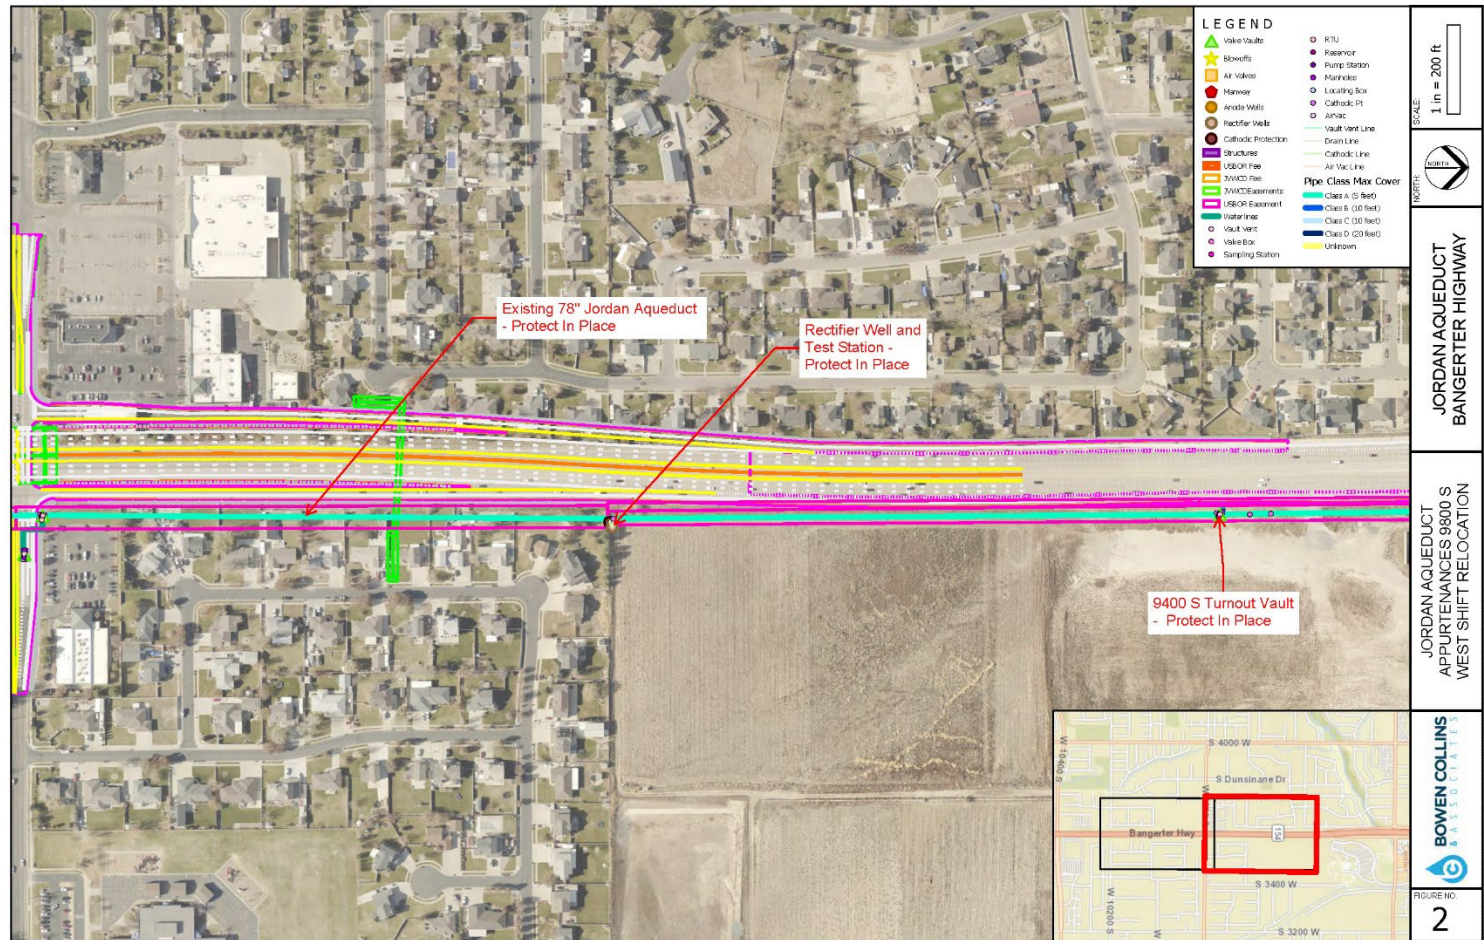 LEGEND
Valve Vaults
Blowoffs
Air Valves
Manway
Anode Wells
Rectifier Wells
Cathodic Protection
Structures
USBOR Fee
JVWCD Fee
JVWCDEasements
USBOR Easement
Waterlines
Vault Vent
Valve Box
Sampling Station
RTU
Reservoir
Pump Station
Manholes
Locating Box
Cathodic Pt
AirVac
Vault Vent Line
Drain Line
Cathodic Line
Air Vac Line
Pipe Class Max Cover
Class A (5 feet)
Class B (10 feet)
Class C (10 feet)
Class D (20 feet)
Unknown
Existing 78" Jordan Aqueduct
- Protect In Place
Rectifier Well and
Test Station -
Protect In Place
9400 S Turnout Vault
- Protect In Place
W 10400 S
S 4000 W
S Dunsinane Dr
W
Bangerter Hwy
154
S 3400 W
W 10200 S
W
S 3200 W
SCALE:
1 in = 200 ft
NORTH:
NORTH
JORDAN AQUEDUCT
BANGERTER HIGHWAY
JORDAN AQUEDUCT
APPURTENANCES 9800 S
WEST SHIFT RELOCATION
BOWEN COLLINS
& ASSOCIATES
FIGURE NO.
2